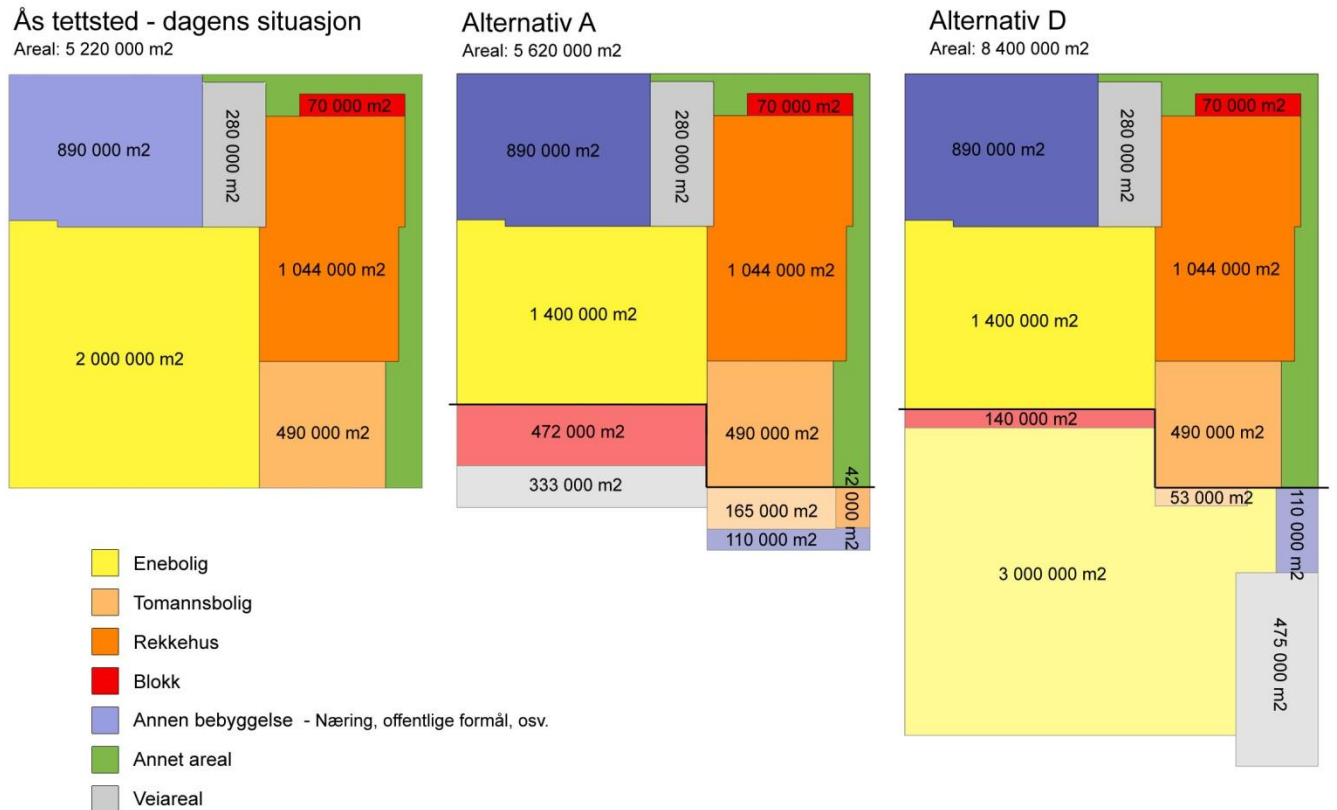 Ås tettsted - dagens situasjon
Areal: 5 220 000 m2
890 000 m2
280 000 m2
70 000 m2
1 044 000 m2
2 000 000 m2
490 000 m2
Alternativ A
Areal: 5 620 000 m2
890 000 m2
280 000 m2
70 000 m2
1 044 000 m2
1 400 000 m2
490 000 m2
472 000 m2
333 000 m2
165 000 m2
42 000 m2
110 000 m2
Alternativ D
Areal: 8 400 000 m2
890 000 m2
280 000 m2
70 000 m2
1 044 000 m2
1 400 000 m2
490 000 m2
140 000 m2
53 000 m2
110 000 m2
3 000 000 m2
475 000 m2
Enebolig
Tomannsbolig
Rekkehus
Blokk
Annen bebyggelse - Næring, offentlige formål, osv.
Annet areal
Veiareal